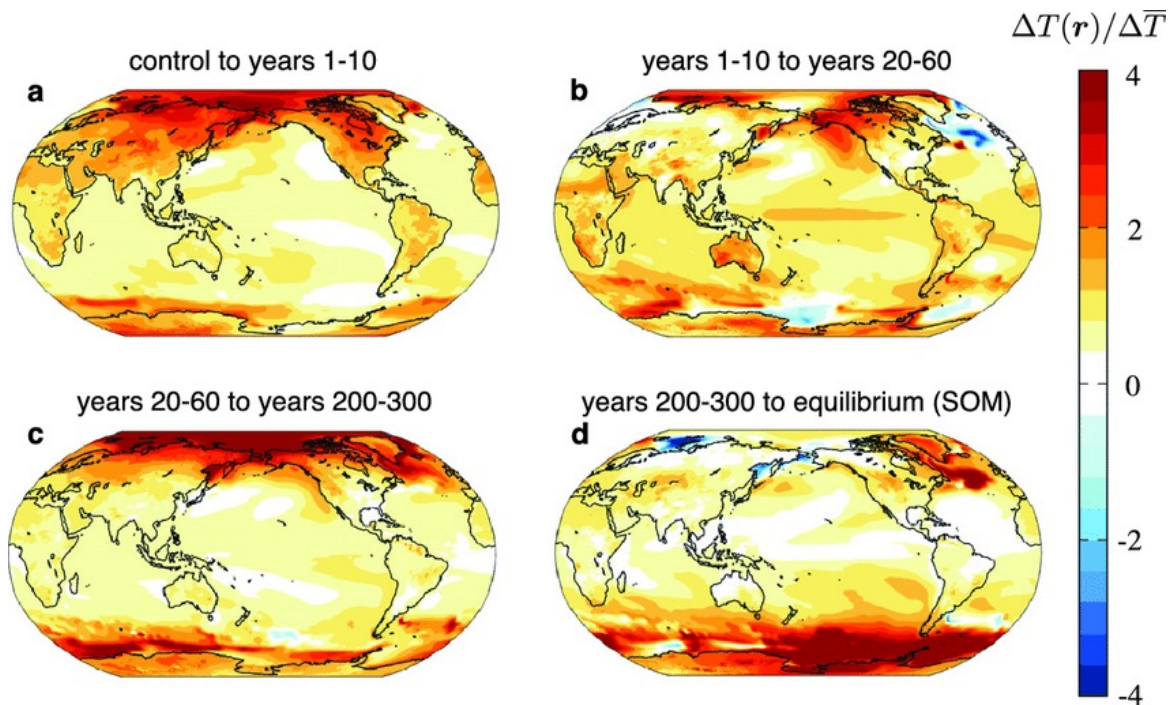 ΔT(r)/ΔT̅
control to years 1-10
years 1-10 to years 20-60
a
b
4
2
0
-2
-4
years 20-60 to years 200-300
years 200-300 to equilibrium (SOM)
c
d